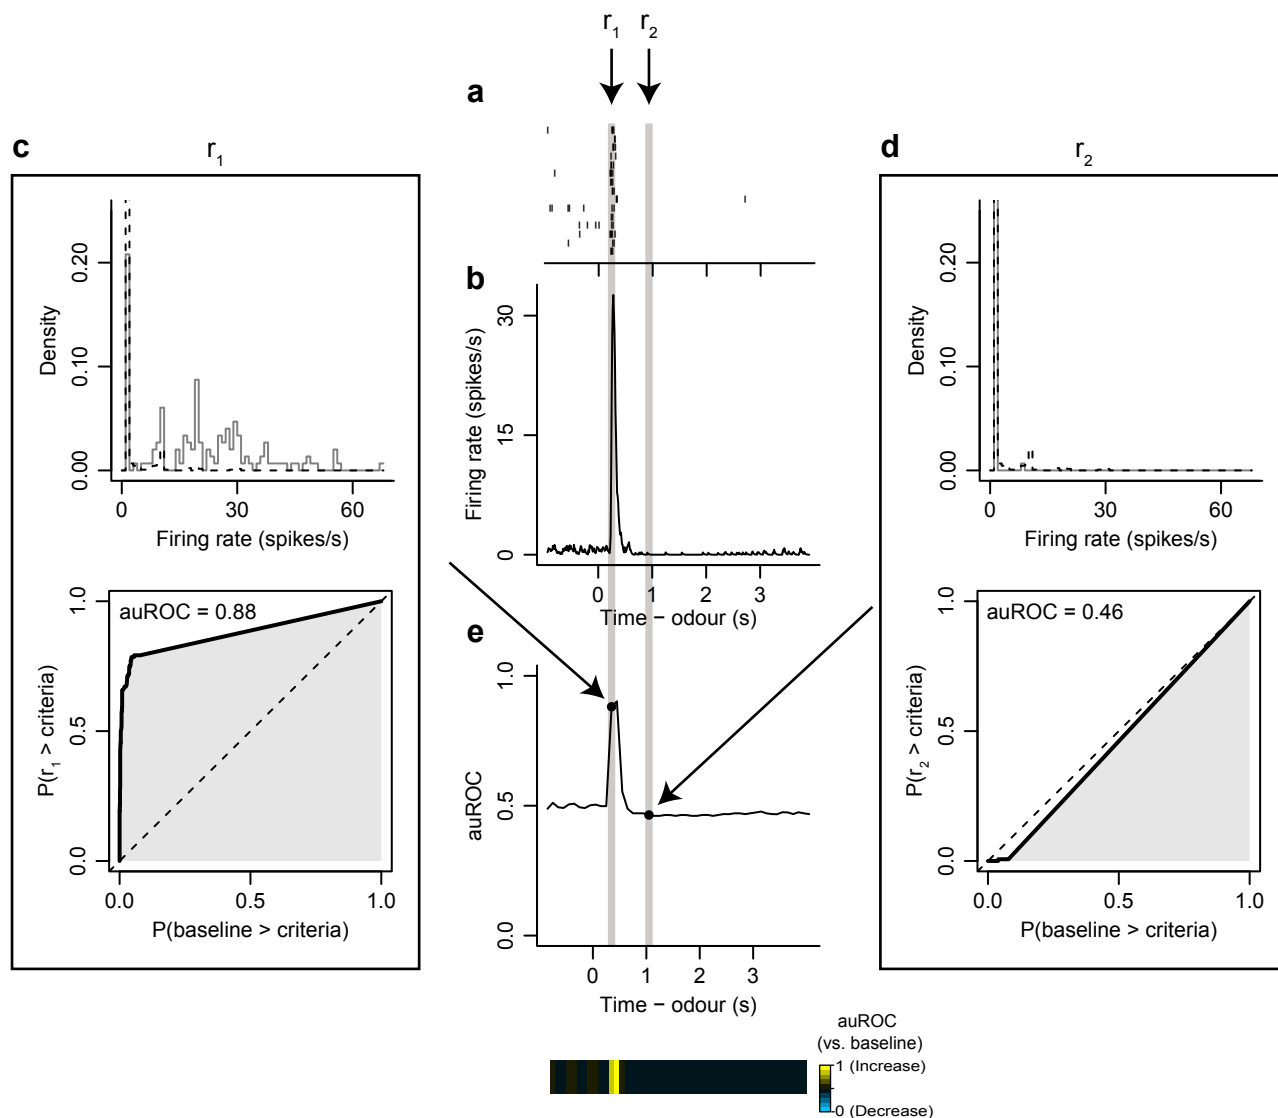 r1 r2
a
c r1
0.00 0.10 0.20
Density
0 30 60
Firing rate (spikes/s)
auROC = 0.88
0.0 0.5 1.0
P(r1 > criteria)
0.0 0.5 1.0
P(baseline > criteria)
b
0 15 30
Firing rate (spikes/s)
0 1 2 3
Time − odour (s)
e
0.0 0.5 1.0
auROC
0 1 2 3
Time − odour (s)
d r2
0.00 0.10 0.20
Density
0 30 60
Firing rate (spikes/s)
auROC = 0.46
0.0 0.5 1.0
P(r2 > criteria)
0.0 0.5 1.0
P(baseline > criteria)
auROC
(vs. baseline)
1 (Increase)
0 (Decrease)